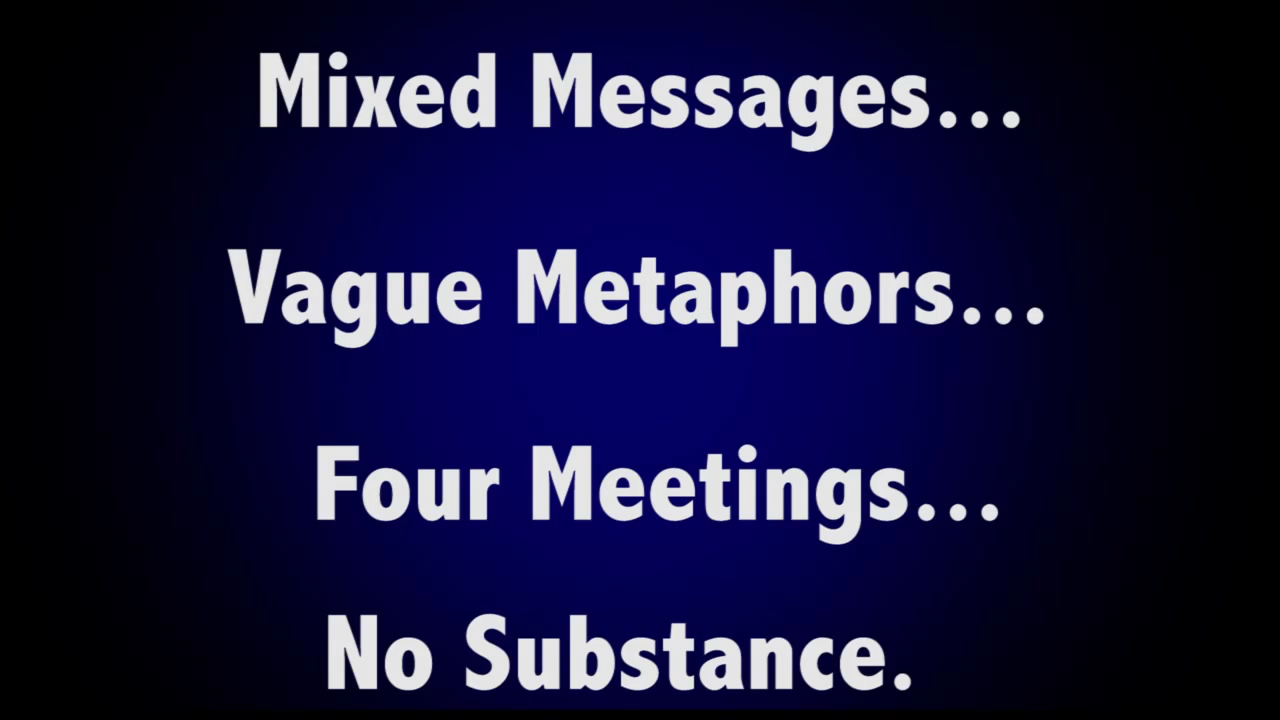 Mixed Messages...
Vague Metaphors...
Four Meetings...
No Substance.